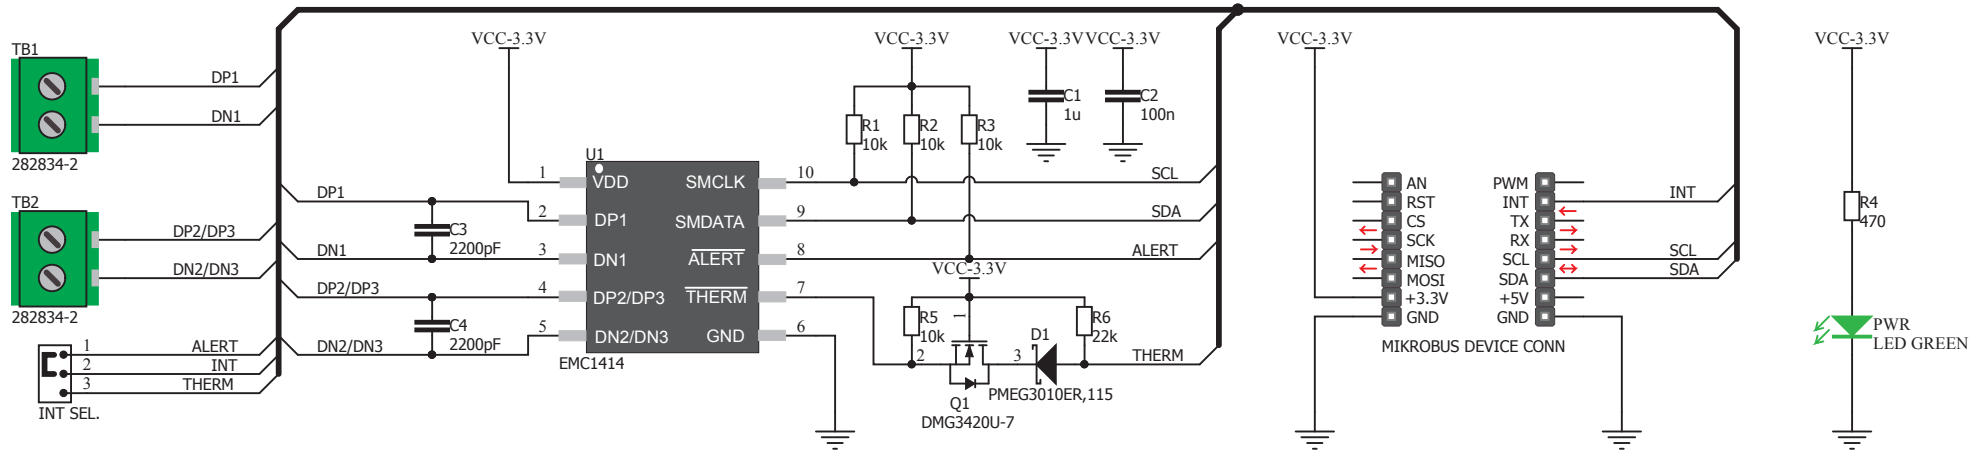 TB1
DP1
DN1
282834-2
TB2
DP2/DP3
DN2/DN3
282834-2
1
ALERT
2
INT
3
THERM
INT SEL.
VCC-3.3V
DP1
DN1
DP2/DP3
DN2/DN3
C3
2200pF
C4
2200pF
U1
1
VDD
2
DP1
3
DN1
4
DP2/DP3
5
DN2/DN3
SMCLK
10
SMDATA
9
ALERT
8
THERM
7
GND
6
EMC1414
VCC-3.3V
R1
10k
R2
10k
R3
10k
VCC-3.3V
C1
1u
VCC-3.3V
C2
100n
SCL
SDA
ALERT
VCC-3.3V
R5
10k
1
2
3
Q1
DMG3420U-7
D1
PMEG3010ER,115
R6
22k
THERM
VCC-3.3V
AN
RST
CS
SCK
MISO
MOSI
+3.3V
GND
PWM
INT
TX
RX
SCL
SDA
+5V
GND
INT
SCL
SDA
MIKROBUS DEVICE CONN
VCC-3.3V
R4
470
PWR
LED GREEN